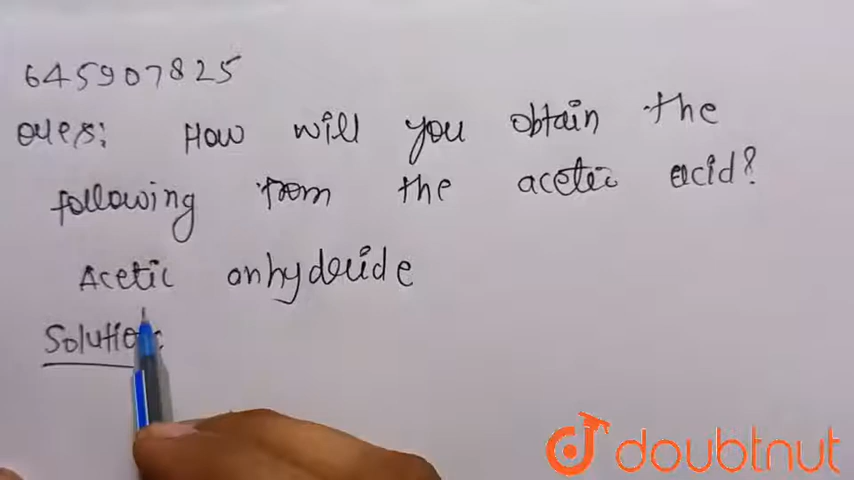 645907825
Ques: How will you obtain the
following from the acetic acid?
Acetic anhydride
Solution:
doubtnut